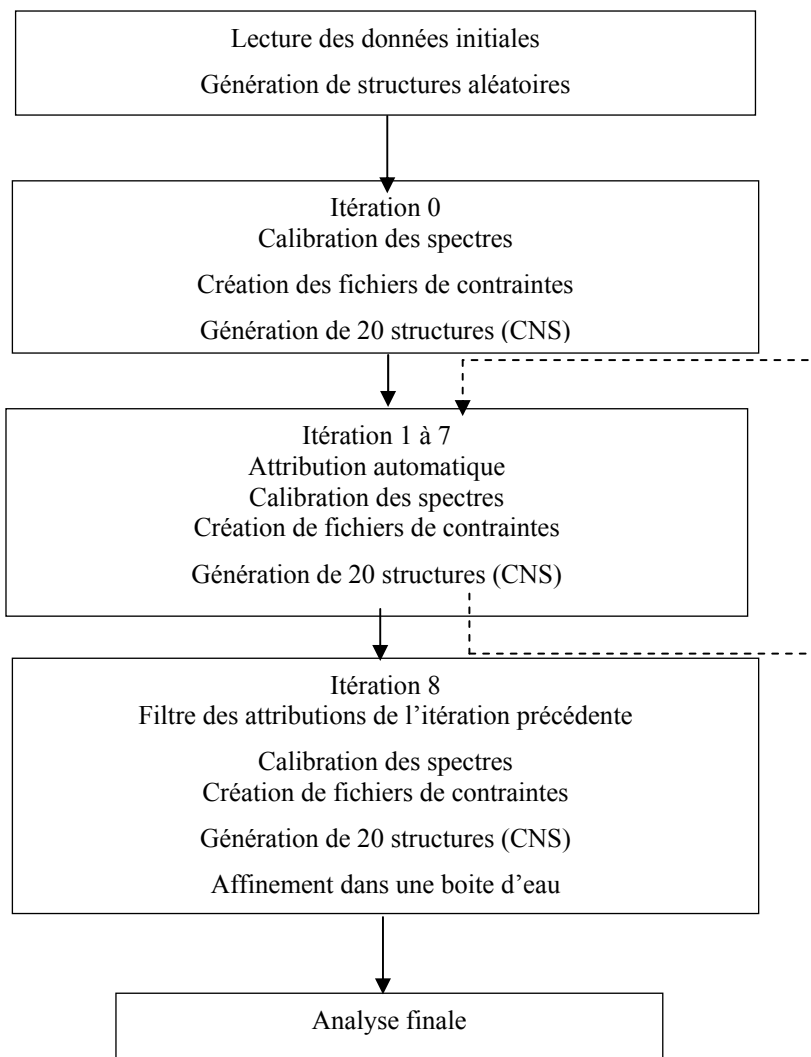 Lecture des données initiales
Génération de structures aléatoires
Itération 0
Calibration des spectres
Création des fichiers de contraintes
Génération de 20 structures (CNS)
Itération 1 à 7
Attribution automatique
Calibration des spectres
Création de fichiers de contraintes
Génération de 20 structures (CNS)
Itération 8
Filtre des attributions de l’itération précédente
Calibration des spectres
Création de fichiers de contraintes
Génération de 20 structures (CNS)
Affinement dans une boite d’eau
Analyse finale